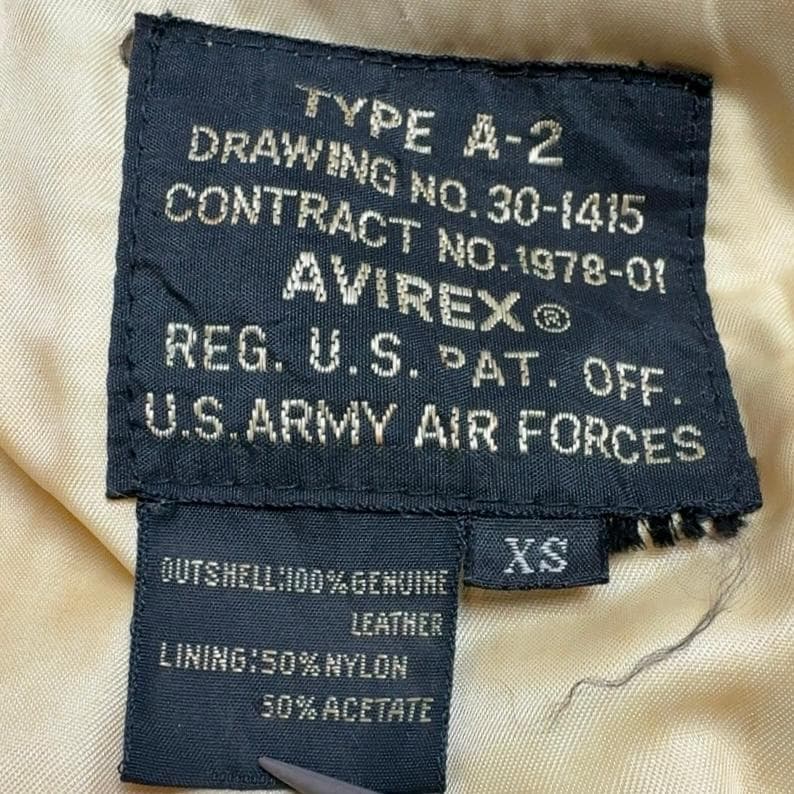 TYPE A-2
DRAWING NO. 30-1415
CONTRACT NO. 1978-01
AVIREX®
REG. U.S. PAT. OFF.
U.S. ARMY AIR FORCES
XS
OUTSHELL:100% GENUINE
LEATHER
LINING:50% NYLON
50% ACETATE